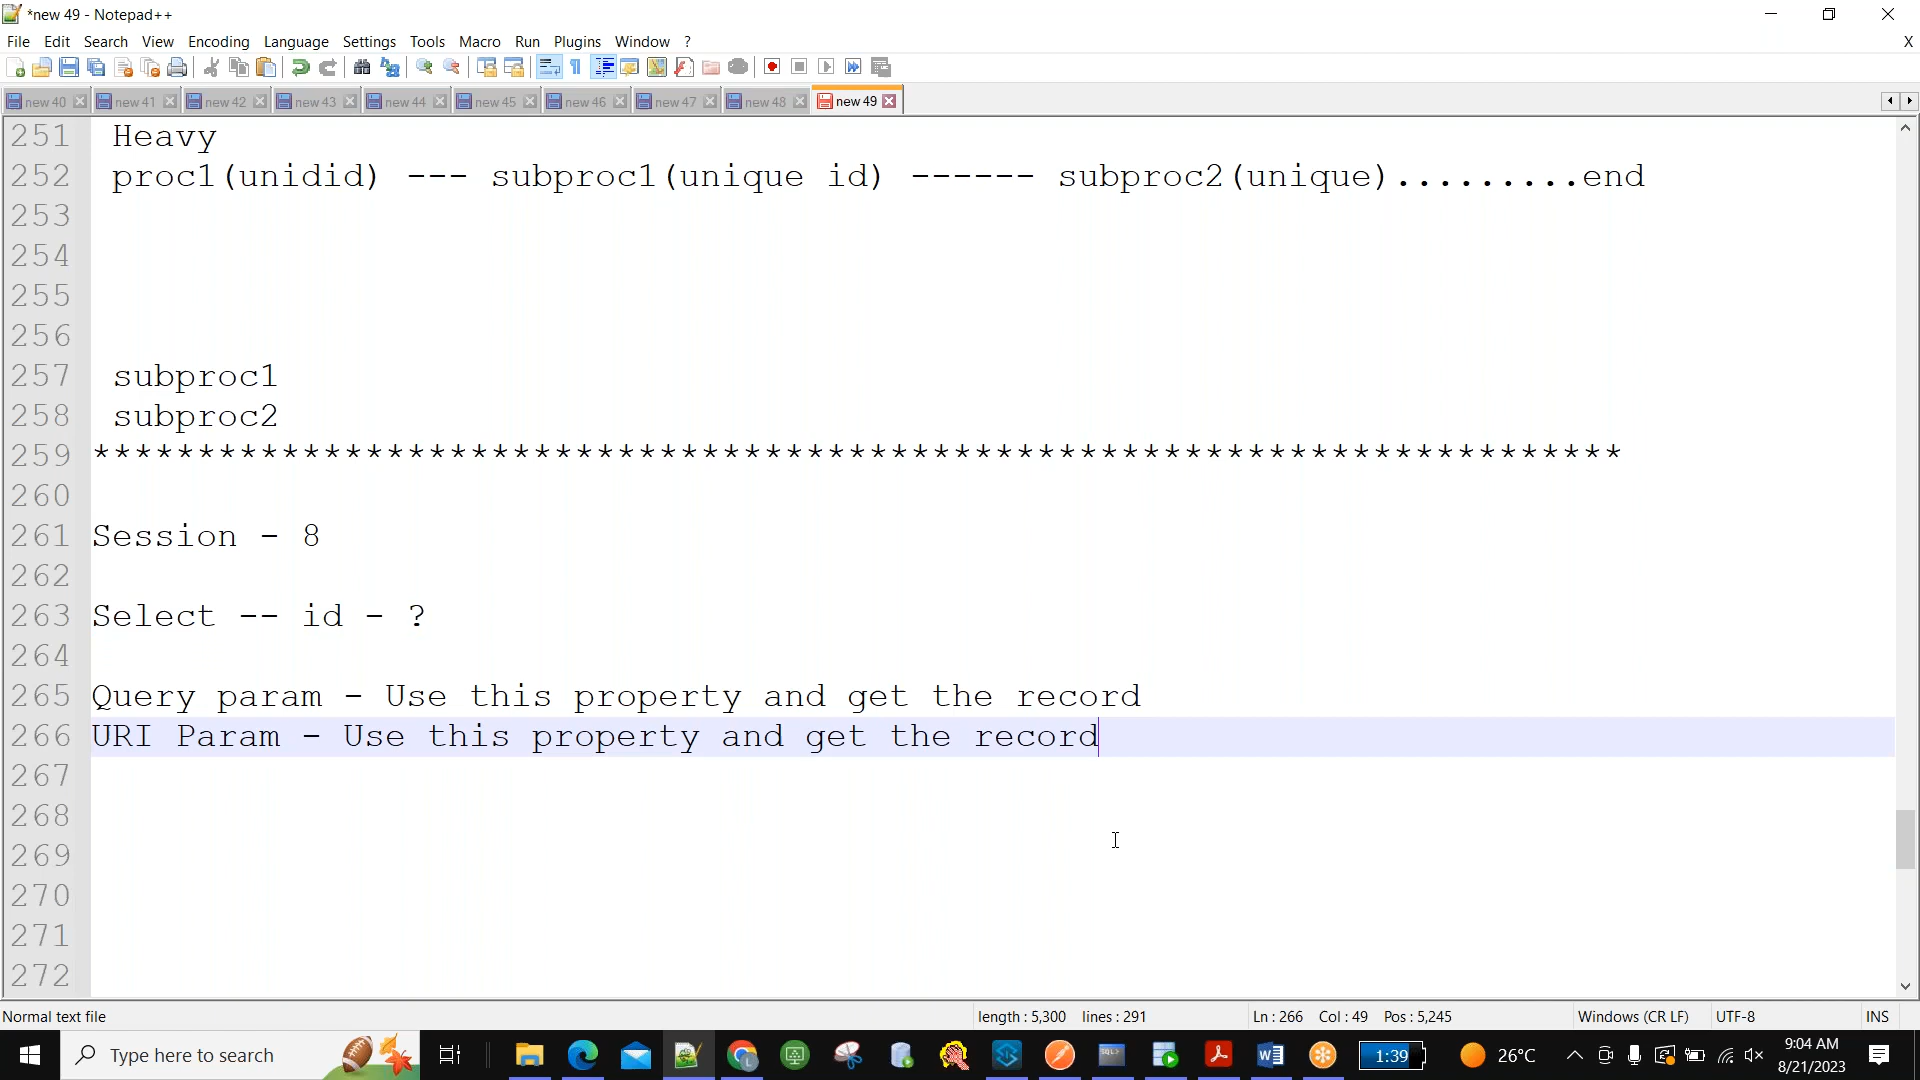 *new 49 - Notepad++
File Edit Search View Encoding Language Settings Tools Macro Run Plugins Window ? X
new 40 new 41 new 42 new 43 new 44 new 45 new 46 new 47 new 48 new 49
251 Heavy
252 proc1(unidid) --- subproc1(unique id) ------ subproc2(unique).........end
253
254
255
256
257 subproc1
258 subproc2
259 *************************************************************************
260
261 Session - 8
262
263 Select -- id - ?
264
265 Query param - Use this property and get the record
266 URI Param - Use this property and get the record
267
268
269
270
271
272
Normal text file length : 5,300 lines : 291 Ln : 266 Col : 49 Pos : 5,245 Windows (CR LF) UTF-8 INS
Type here to search 1:39 26°C 9:04 AM
8/21/2023